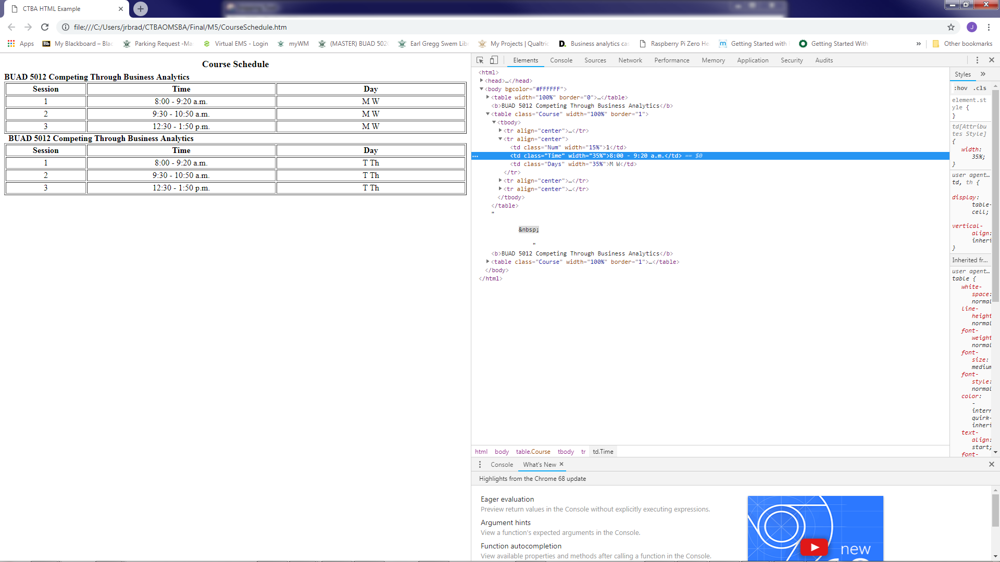 CTBA HTML Example
file:///C:/Users/jrbrad/CTBAOMSBA/Final/M5/CourseSchedule.htm
J
Apps My Blackboard – Blac Parking Request -Ma Virtual EMS - Login myWM (MASTER) BUAD 502 Earl Gregg Swem Lib My Projects | Qualtric Business analytics cas Raspberry Pi Zero He Getting Started with Getting Started With » Other bookmarks
Course Schedule
BUAD 5012 Competing Through Business Analytics
Session Time Day
1 8:00 - 9:20 a.m. M W
2 9:30 - 10:50 a.m. M W
3 12:30 - 1:50 p.m. M W
BUAD 5012 Competing Through Business Analytics
Session Time Day
1 8:00 - 9:20 a.m. T Th
2 9:30 - 10:50 a.m. T Th
3 12:30 - 1:50 p.m. T Th
Elements Console Sources Network Performance Memory Application Security Audits
<html>
<head>…</head>
<body bgcolor="#FFFFFF">
<table width="100%" border="0">…</table>
<b>BUAD 5012 Competing Through Business Analytics</b>
<table class="Course" width="100%" border="1">
<tbody>
<tr align="center">…</tr>
<tr align="center">
<td class="Num" width="15%">1</td>
<td class="Time" width="35%">8:00 - 9:20 a.m.</td> == $0
<td class="Days" width="35%">M W</td>
</tr>
<tr align="center">…</tr>
<tr align="center">…</tr>
</tbody>
</table>
"
&nbsp;
"
<b>BUAD 5012 Competing Through Business Analytics</b>
<table class="Course" width="100%" border="1">…</table>
</body>
</html>
html body table.Course tbody tr td.Time
Styles »
:hov .cls
element.st
yle {
}
td[Attribu
tes Style]
{
width:
35%;
}
user agent…
td, th {
display:
table-
cell;
vertical-
align:
inheri
}
Inherited fr…
user agent…
table {
white-
space:
normal
line-
height
normal
font-
weight
normal
font-
size:
medium
font-
style:
normal
color:
-
intern
quirk-
inheri
text-
align:
start;
font-
Console What's New
Highlights from the Chrome 68 update
Eager evaluation
Preview return values in the Console without explicitly executing expressions.
Argument hints
View a function's expected arguments in the Console.
Function autocompletion
View available properties and methods after calling a function in the Console.
new